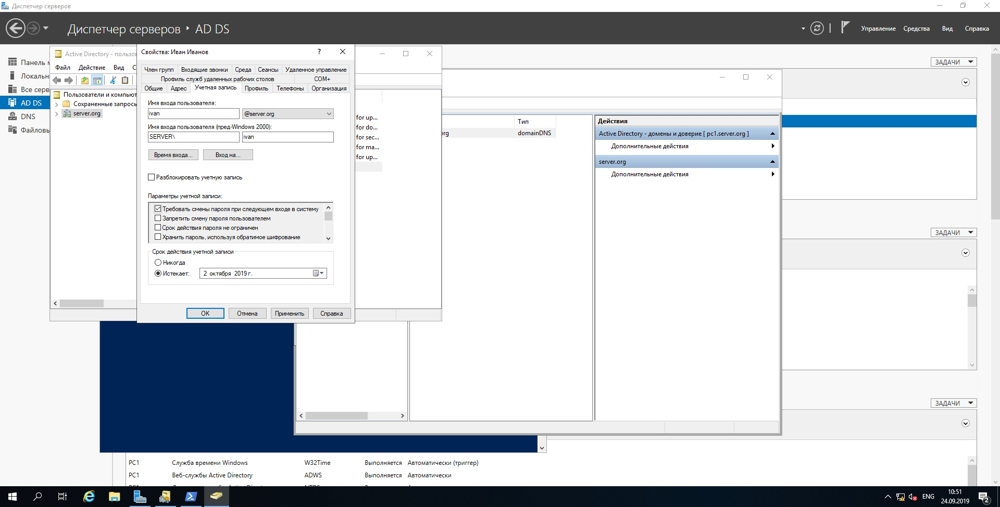 Диспетчер серверов
Диспетчер серверов ‣ AD DS
Управление Средства Вид Справка
Панель
Локальн
Все серв
AD DS
DNS
Файловы
Active Directory - пользо
Файл Действие Вид С
Пользователи и компьют
Сохраненные запросы
server.org
Свойства: Иван Иванов
?
Член групп Входящие звонки Среда Сеансы Удаленное управление
Профиль служб удаленных рабочих столов COM+
Общие Адрес Учетная запись Профиль Телефоны Организация
Имя входа пользователя:
ivan @server.org
Имя входа пользователя (пред-Windows 2000):
SERVER\ ivan
Время входа... Вход на...
Разблокировать учетную запись
Параметры учетной записи:
Требовать смены пароля при следующем входе в систему
Запретить смену пароля пользователем
Срок действия пароля не ограничен
Хранить пароль, используя обратимое шифрование
Срок действия учетной записи
Никогда
Истекает: 2 октября 2019 г.
OK Отмена Применить Справка
for up...
for do...
for sec...
for ma...
for up...
Тип
org domainDNS
Действия
Active Directory - домены и доверие [ pc1.server.org ]
Дополнительные действия
server.org
Дополнительные действия
ЗАДАЧИ
ЗАДАЧИ
ЗАДАЧИ
PC1 Служба времени Windows W32Time Выполняется Автоматически (триггер)
PC1 Веб-службы Active Directory ADWS Выполняется Автоматически
ENG
10:51
24.09.2019
2